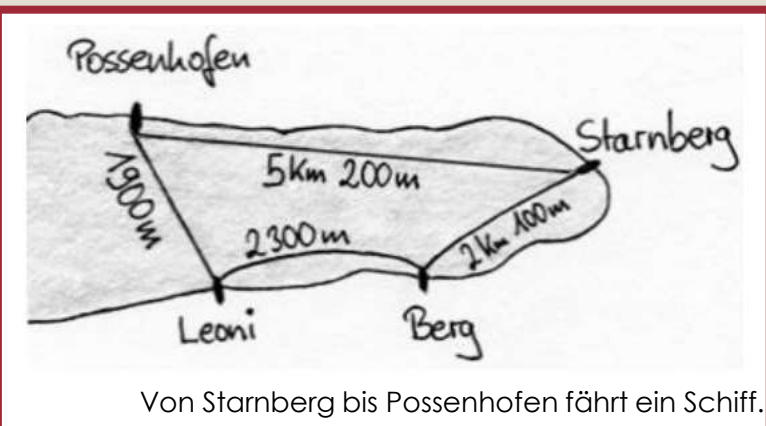 Possenhofen
Starnberg
5Km 200m
1900m
2300m
2Km 100m
Leoni
Berg
Von Starnberg bis Possenhofen fährt ein Schiff.